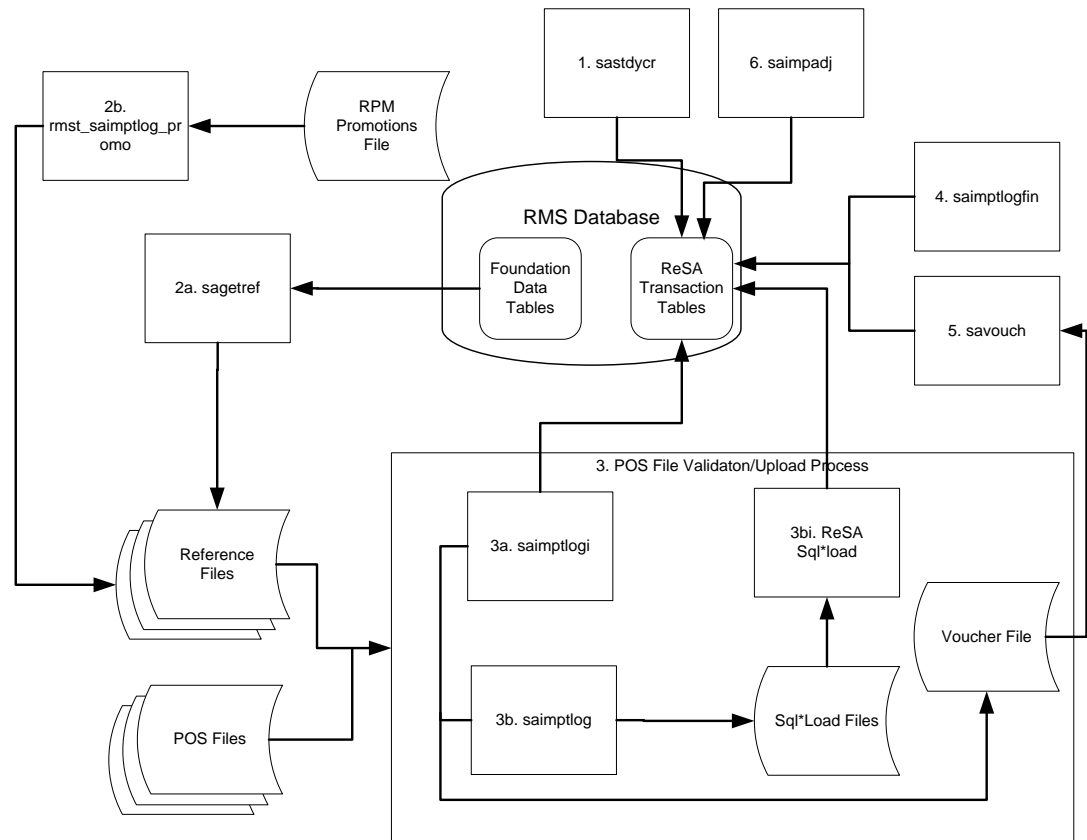 1. sastdycr
6. saimpadj
2b.
rmst_saimptlog_pr
omo
RPM
Promotions
File
4. saimptlogfin
RMS Database
2a. sagetref
Foundation
Data
Tables
ReSA
Transaction
Tables
5. savouch
3. POS File Validaton/Upload Process
Reference
Files
3a. saimptlogi
3bi. ReSA
Sql*load
Voucher File
POS Files
3b. saimptlog
Sql*Load Files